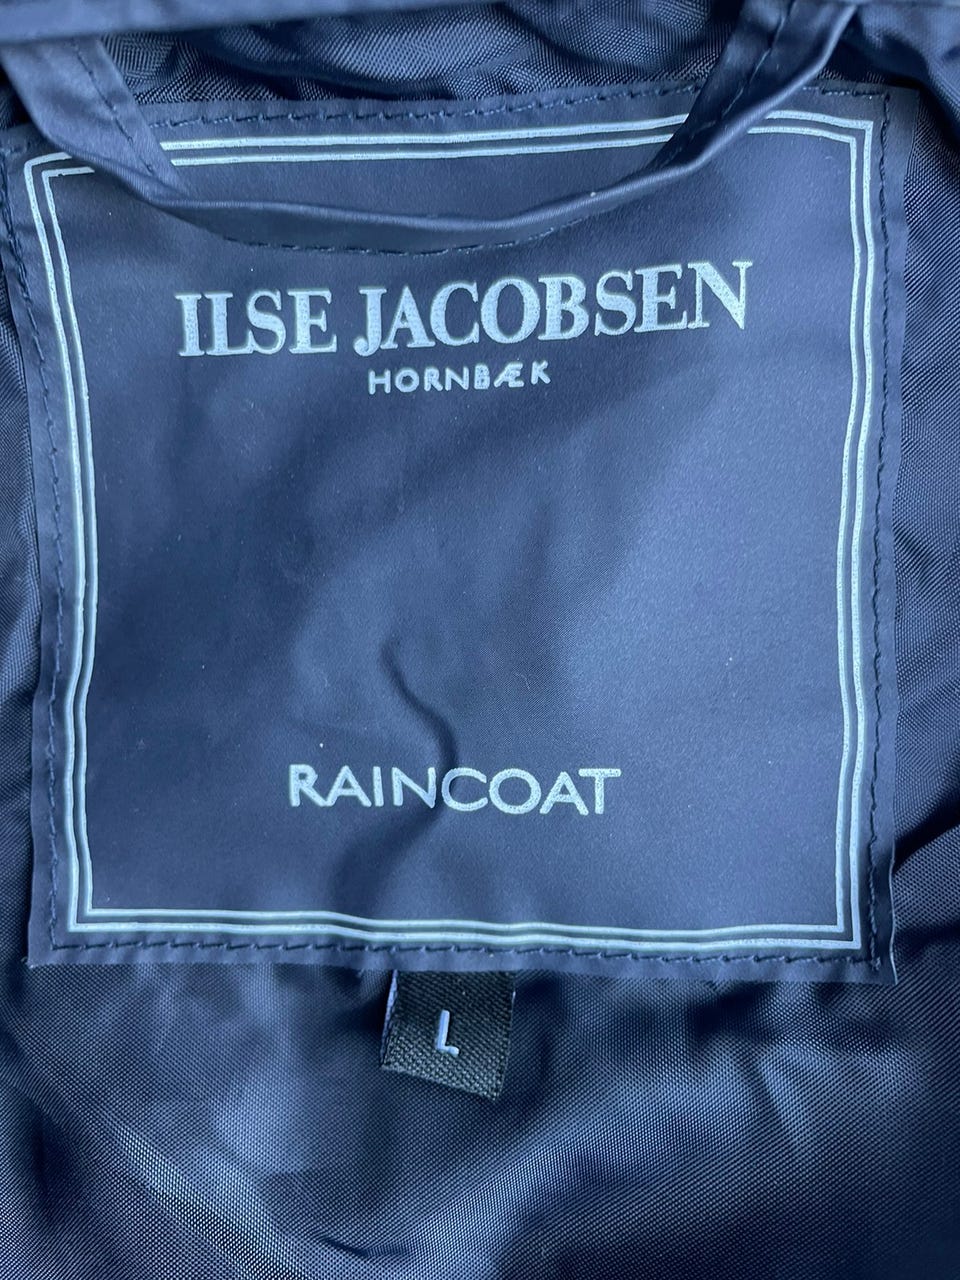 ILSE JACOBSEN
HORNBÆK
RAINCOAT
L